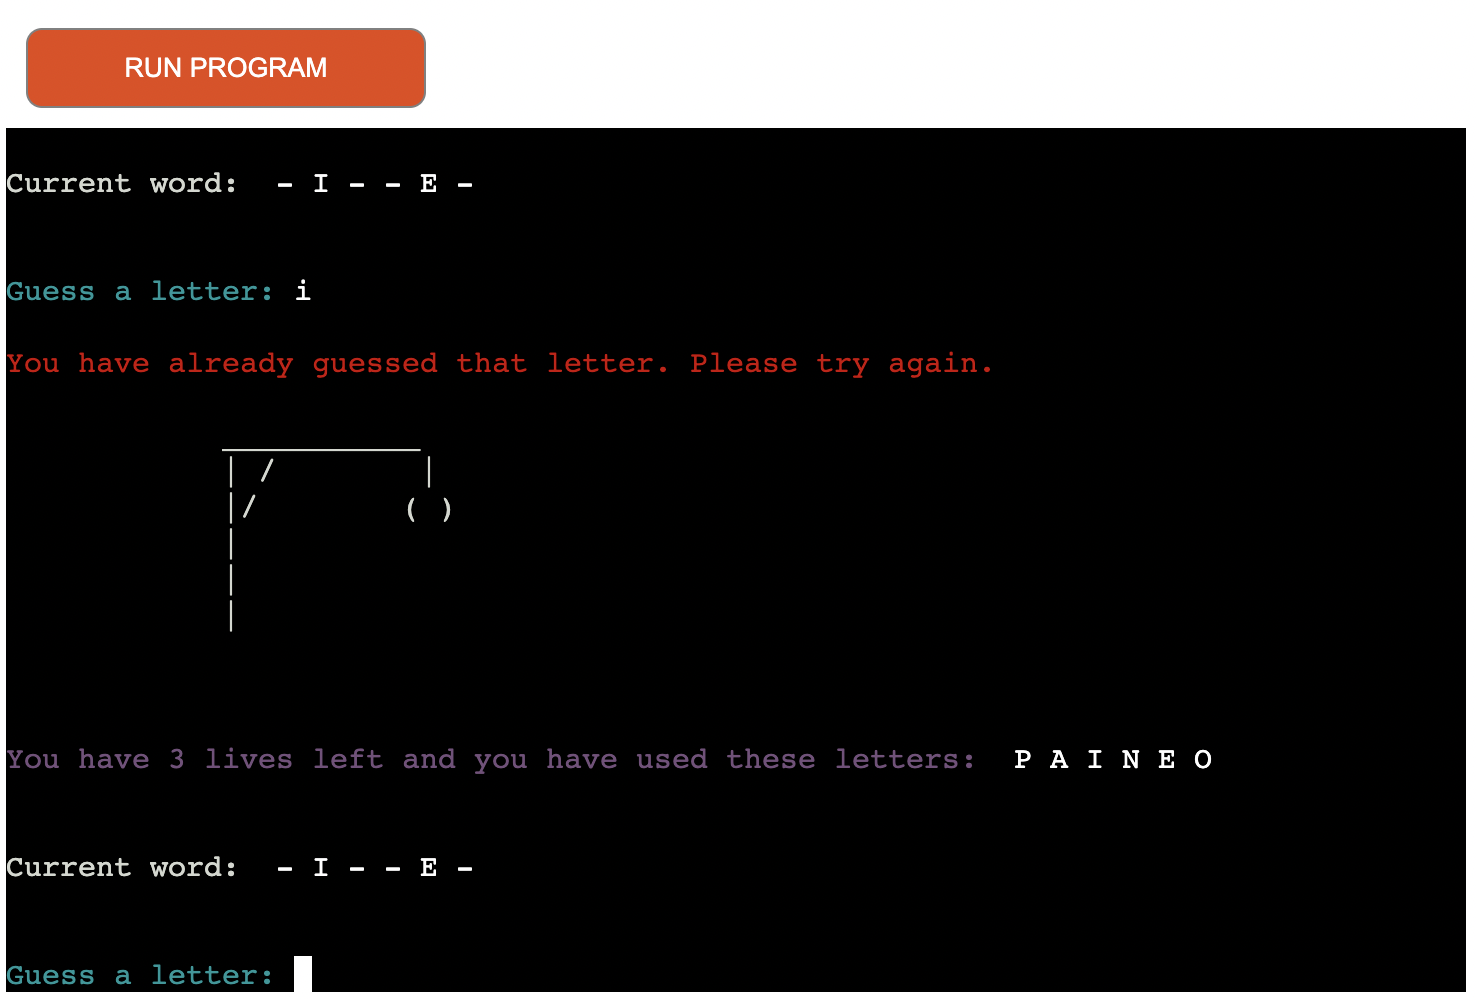 RUN PROGRAM
Current word:  - I - - E -
Guess a letter: i
You have already guessed that letter. Please try again.
You have 3 lives left and you have used these letters:  P A I N E O
Current word:  - I - - E -
Guess a letter: